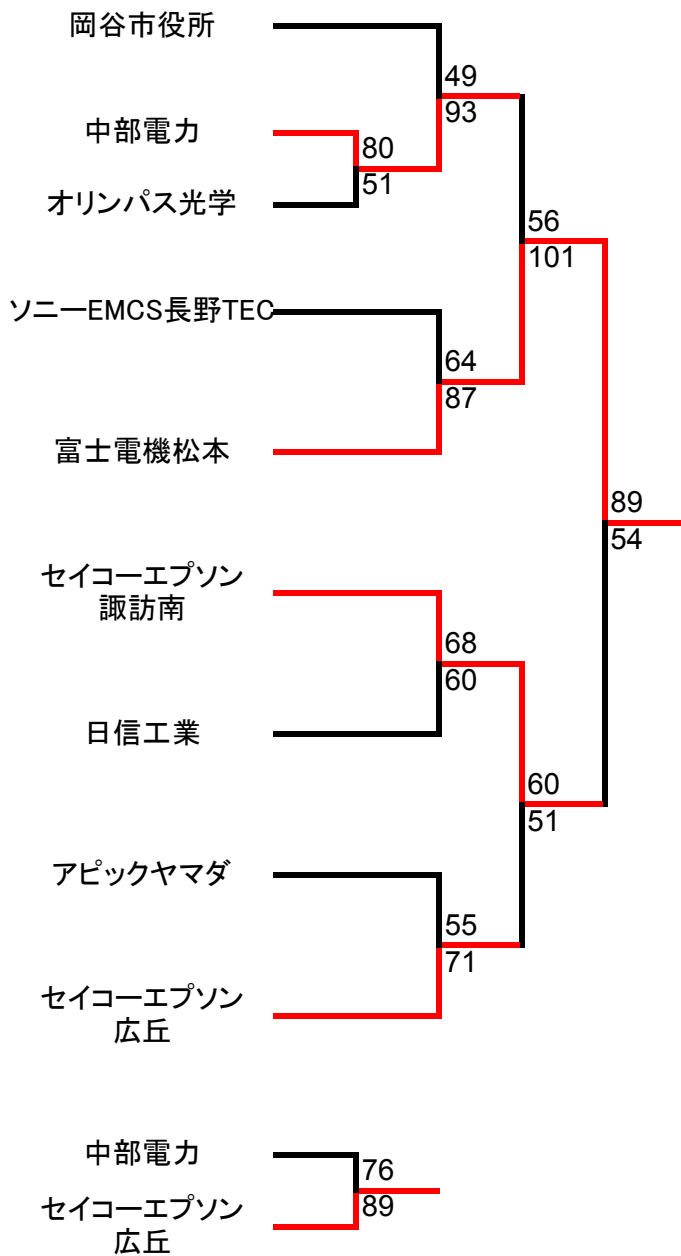 岡谷市役所
49
93
中部電力
80
51
オリンパス光学
56
101
ソニーEMCS長野TEC
64
87
富士電機松本
89
54
セイコーエプソン
諏訪南
68
60
日信工業
60
51
アピックヤマダ
55
71
セイコーエプソン
広丘
中部電力
76
89
セイコーエプソン
広丘